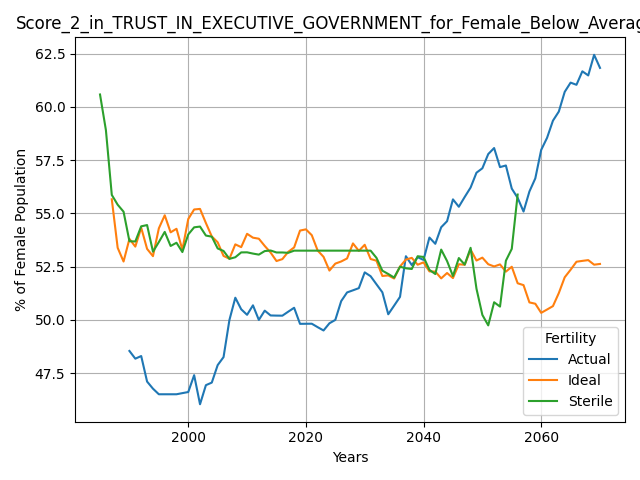 Score_2_in_TRUST_IN_EXECUTIVE_GOVERNMENT_for_Female_Below_Averag
62.5
60.0
57.5
55.0
52.5
50.0
47.5
% of Female Population
2000
2020
2040
2060
Years
Fertility
Actual
Ideal
Sterile